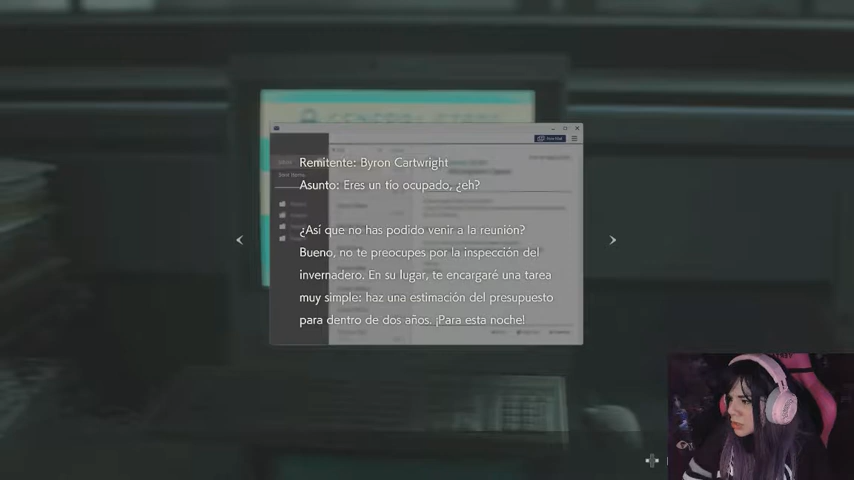 Remitente: Byron Cartwright
Asunto: Eres un tío ocupado, ¿eh?
¿Así que no has podido venir a la reunión?
Bueno, no te preocupes por la inspección del
invernadero. En su lugar, te encargaré una tarea
muy simple: haz una estimación del presupuesto
para dentro de dos años. ¡Para esta noche!